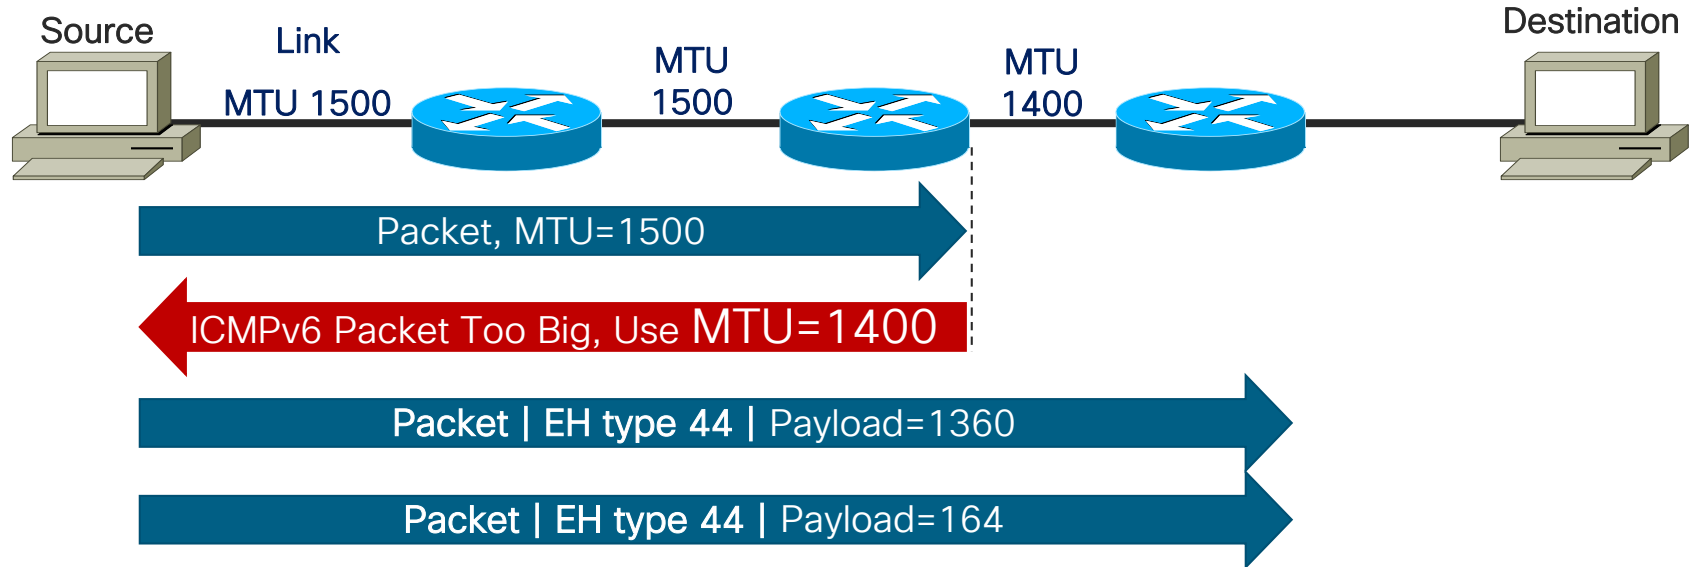 Source
Destination
Link
MTU 1500
MTU
1500
MTU
1400
Packet, MTU=1500
ICMPv6 Packet Too Big, Use MTU=1400
Packet | EH type 44 | Payload=1360
Packet | EH type 44 | Payload=164